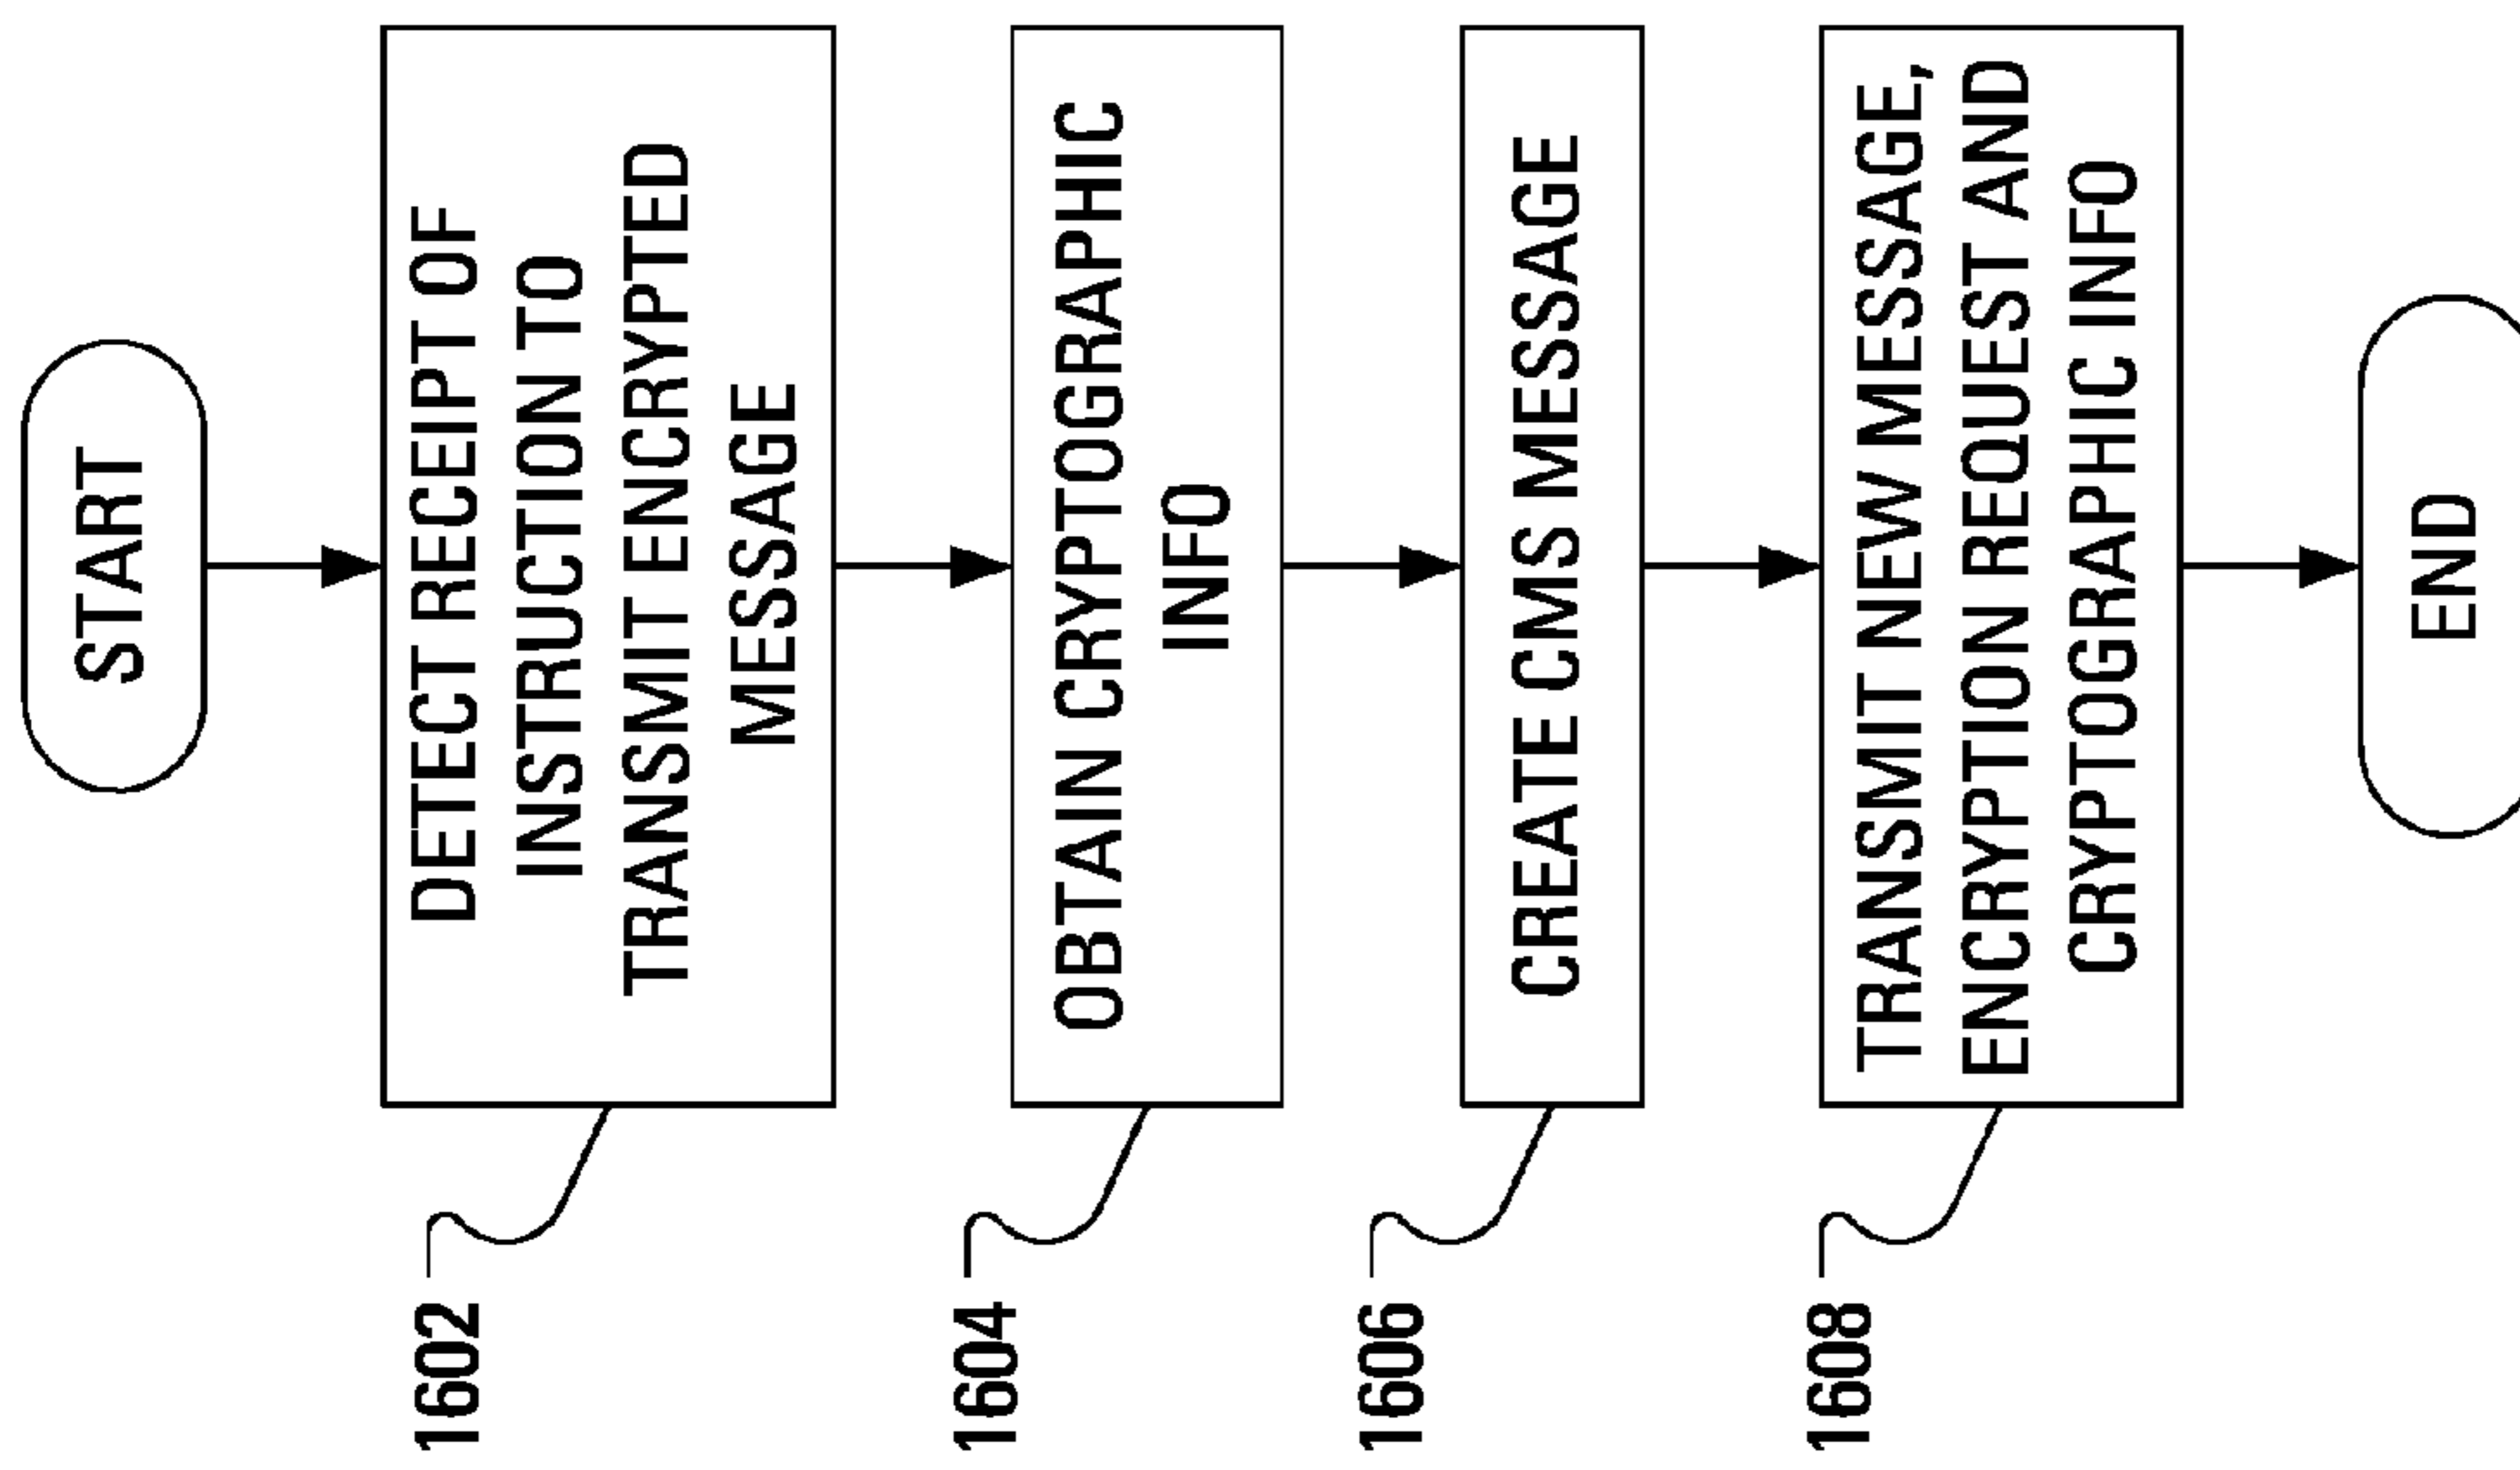 START
DETECT RECEIPT OF
INSTRUCTION TO
TRANSMIT ENCRYPTED
MESSAGE
1602
OBTAIN CRYPTOGRAPHIC
INFO
1604
CREATE CMS MESSAGE
1606
TRANSMIT NEW MESSAGE,
ENCRYPTION REQUEST AND
CRYPTOGRAPHIC INFO
1608
END